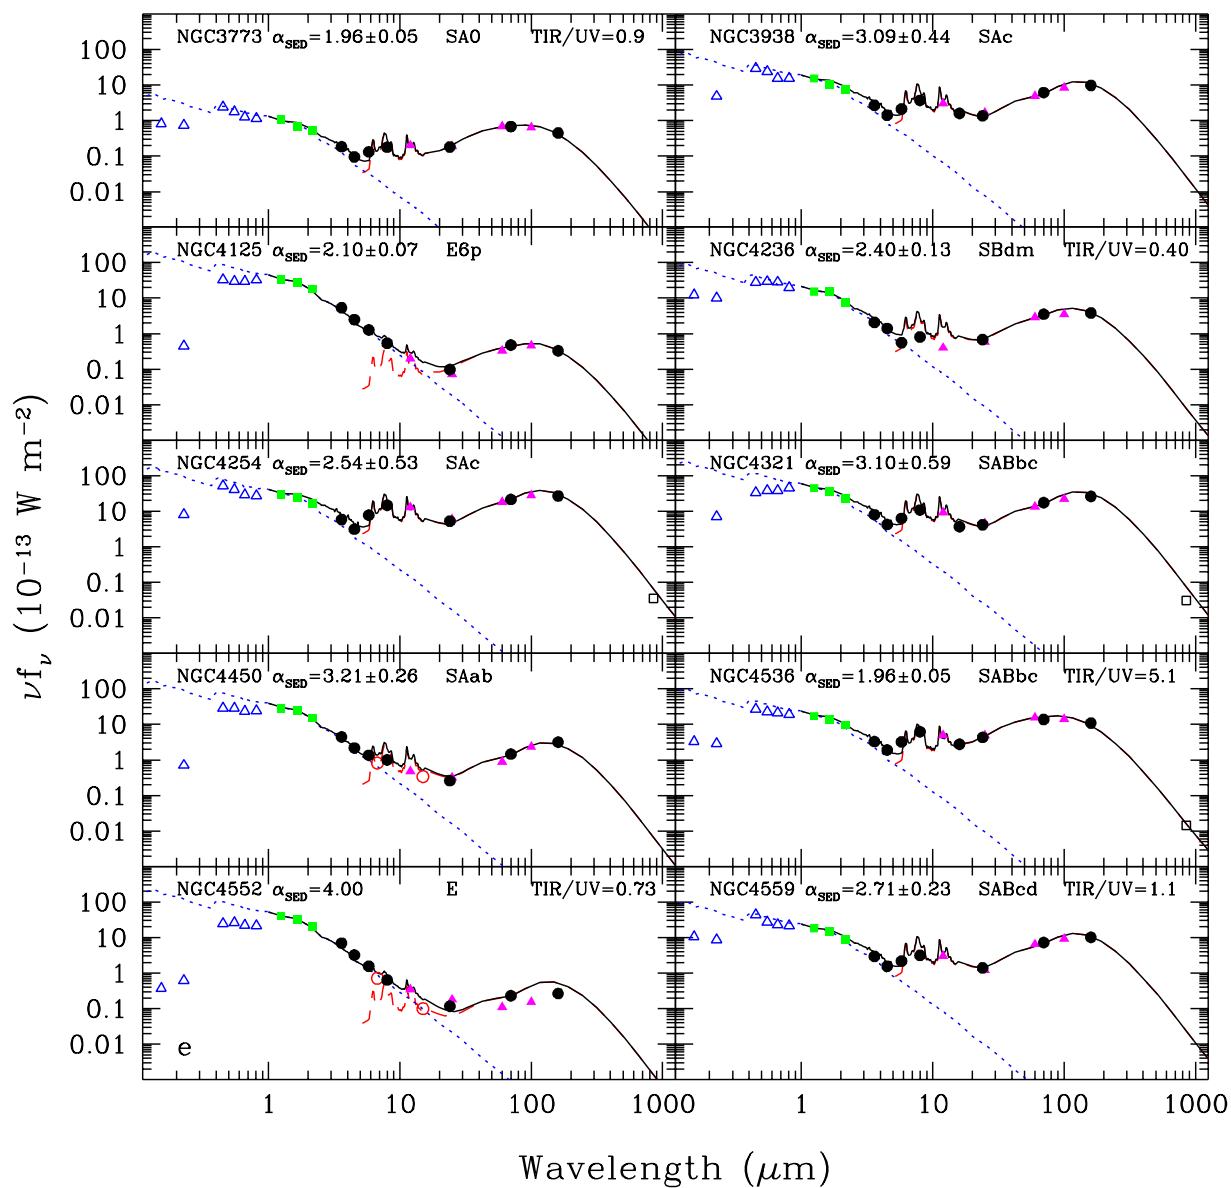 NGC3773 αSED=1.96±0.05 SA0 TIR/UV=0.9
NGC3938 αSED=3.09±0.44 SAc
100
10
1
0.1
0.01
NGC4125 αSED=2.10±0.07 E6p
NGC4236 αSED=2.40±0.13 SBdm TIR/UV=0.40
100
10
1
0.1
0.01
NGC4254 αSED=2.54±0.53 SAc
NGC4321 αSED=3.10±0.59 SABbc
100
10
1
0.1
0.01
NGC4450 αSED=3.21±0.26 SAab
NGC4536 αSED=1.96±0.05 SABbc TIR/UV=5.1
100
10
1
0.1
0.01
NGC4552 αSED=4.00 E TIR/UV=0.73
NGC4559 αSED=2.71±0.23 SABcd TIR/UV=1.1
100
10
1
0.1
0.01
e
1 10 100 1000 1 10 100 1000
Wavelength (μm)
νfν (10−13 W m−2)